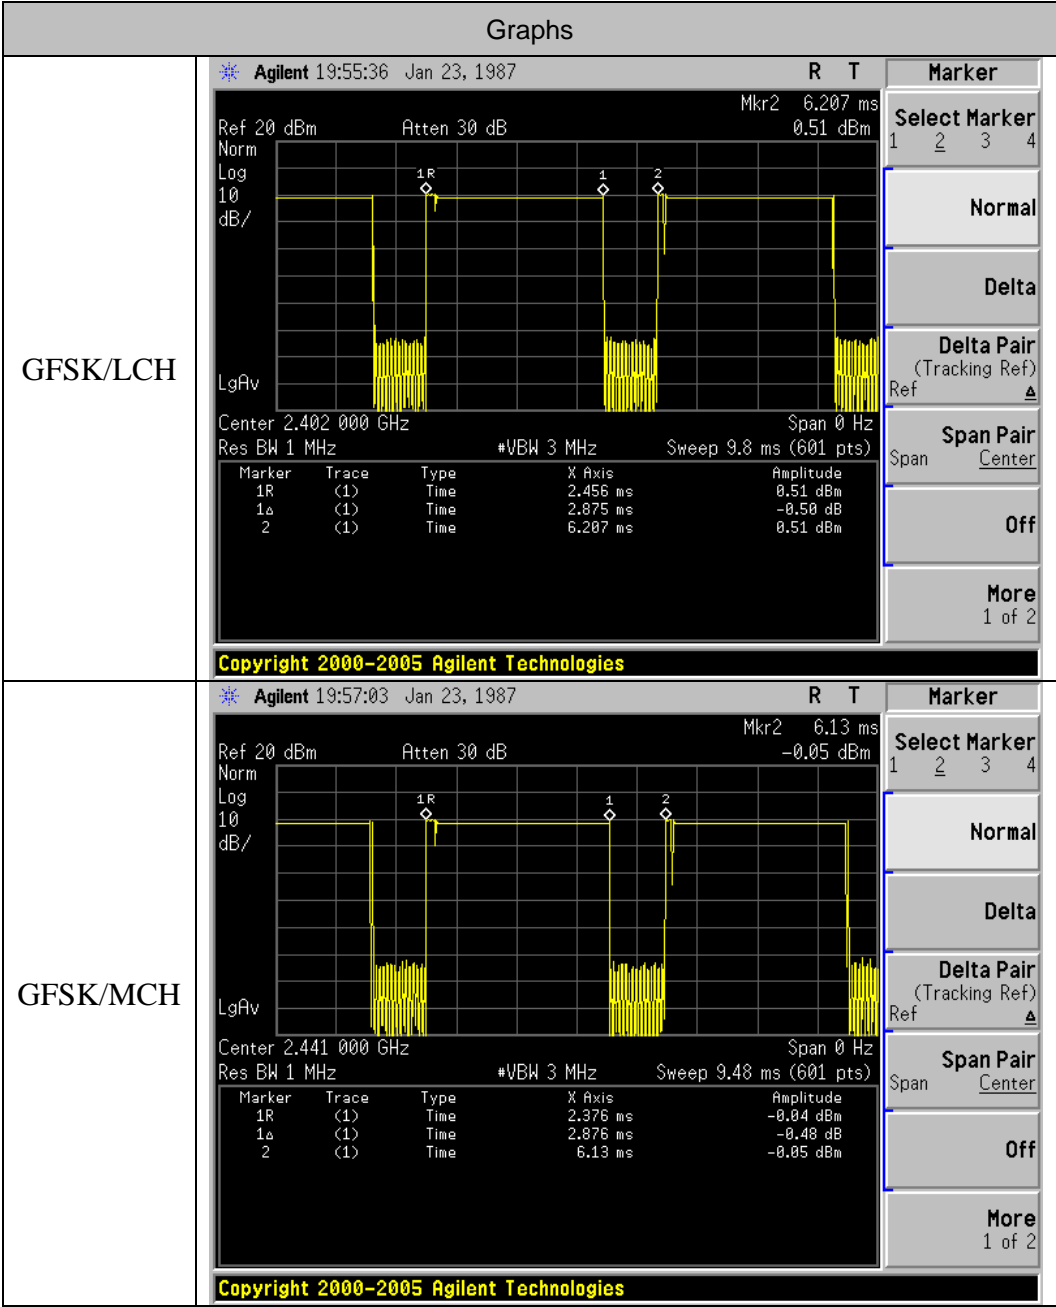 Graphs
GFSK/LCH
Agilent 19:55:36 Jan 23, 1987 R T
Mkr2 6.207 ms
Ref 20 dBm Atten 30 dB 0.51 dBm
Norm
Log
10
dB/
1R 1 2
LgAv
Center 2.402 000 GHz Span 0 Hz
Res BW 1 MHz #VBW 3 MHz Sweep 9.8 ms (601 pts)
Marker Trace Type X Axis Amplitude
1R (1) Time 2.456 ms 0.51 dBm
1Δ (1) Time 2.875 ms -0.50 dB
2 (1) Time 6.207 ms 0.51 dBm
Copyright 2000-2005 Agilent Technologies
Marker
Select Marker
1 2 3 4
Normal
Delta
Delta Pair
(Tracking Ref)
Ref Δ
Span Pair
Span Center
Off
More
1 of 2
GFSK/MCH
Agilent 19:57:03 Jan 23, 1987 R T
Mkr2 6.13 ms
Ref 20 dBm Atten 30 dB -0.05 dBm
Norm
Log
10
dB/
1R 1 2
LgAv
Center 2.441 000 GHz Span 0 Hz
Res BW 1 MHz #VBW 3 MHz Sweep 9.48 ms (601 pts)
Marker Trace Type X Axis Amplitude
1R (1) Time 2.376 ms -0.04 dBm
1Δ (1) Time 2.876 ms -0.48 dB
2 (1) Time 6.13 ms -0.05 dBm
Copyright 2000-2005 Agilent Technologies
Marker
Select Marker
1 2 3 4
Normal
Delta
Delta Pair
(Tracking Ref)
Ref Δ
Span Pair
Span Center
Off
More
1 of 2